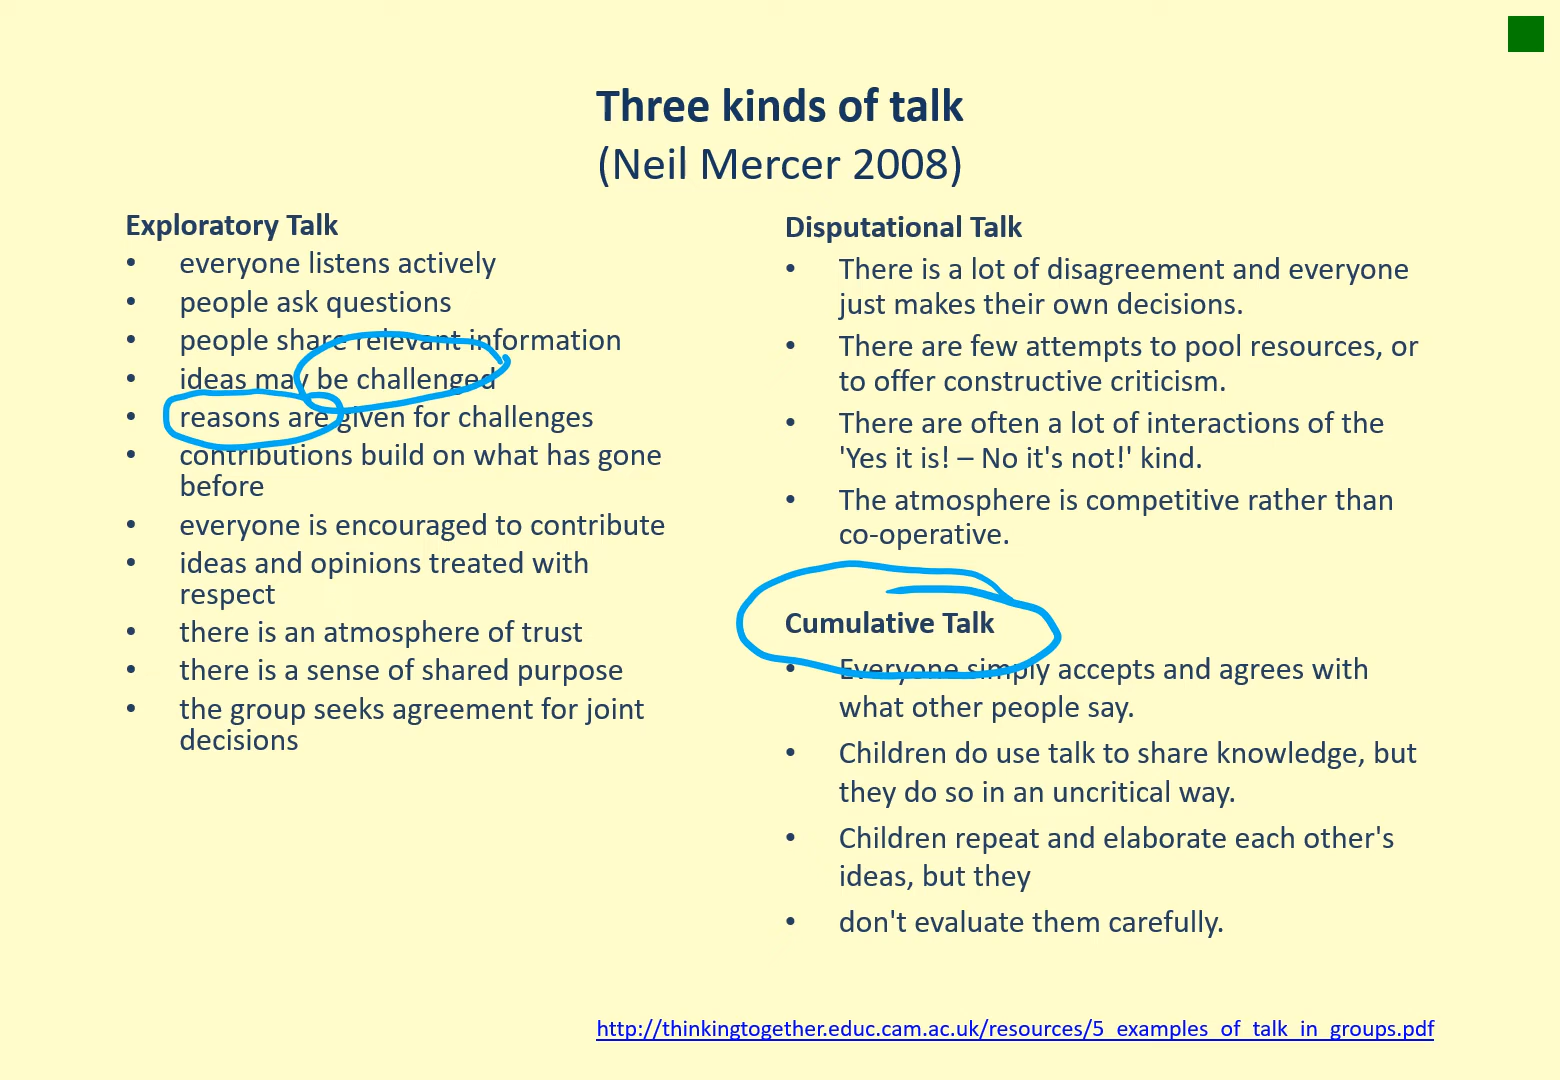 Three kinds of talk
(Neil Mercer 2008)
Exploratory Talk
• everyone listens actively
• people ask questions
• people share relevant information
• ideas may be challenged
• reasons are given for challenges
• contributions build on what has gone
before
• everyone is encouraged to contribute
• ideas and opinions treated with
respect
• there is an atmosphere of trust
• there is a sense of shared purpose
• the group seeks agreement for joint
decisions
Disputational Talk
• There is a lot of disagreement and everyone
just makes their own decisions.
• There are few attempts to pool resources, or
to offer constructive criticism.
• There are often a lot of interactions of the
'Yes it is! – No it's not!' kind.
• The atmosphere is competitive rather than
co-operative.
Cumulative Talk
• Everyone simply accepts and agrees with
what other people say.
• Children do use talk to share knowledge, but
they do so in an uncritical way.
• Children repeat and elaborate each other's
ideas, but they
• don't evaluate them carefully.
http://thinkingtogether.educ.cam.ac.uk/resources/5_examples_of_talk_in_groups.pdf